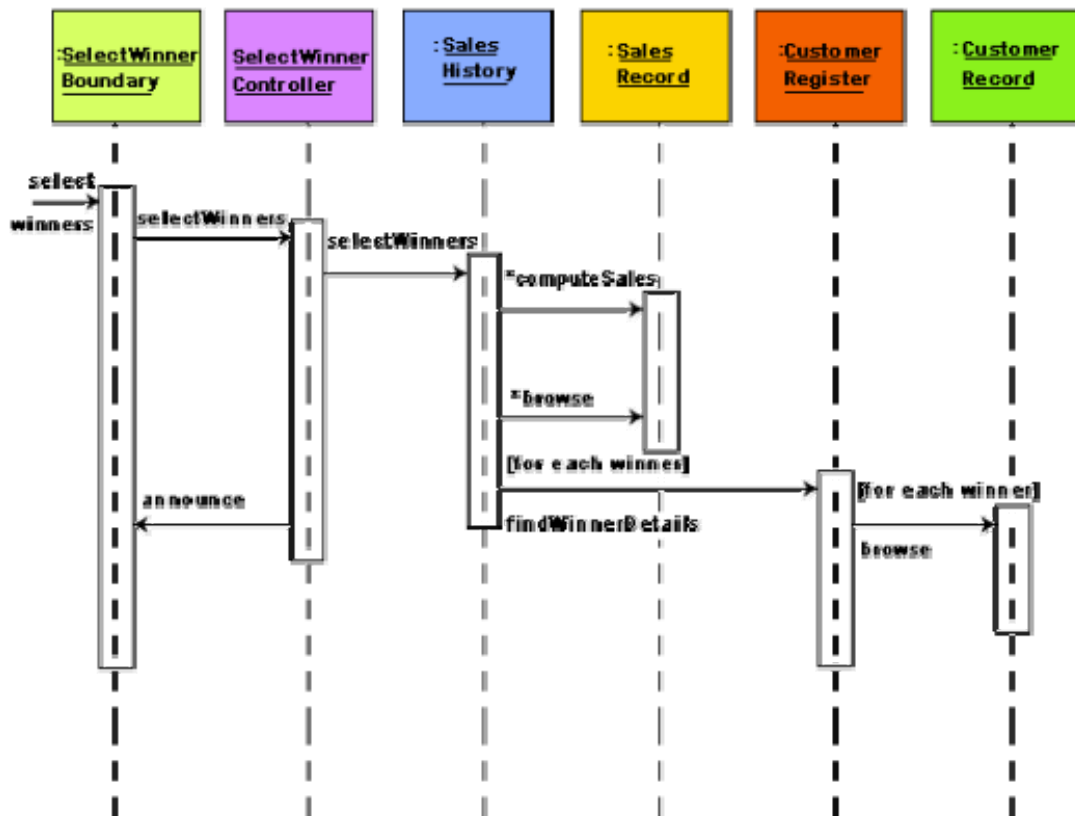 :SelectWinner
Boundary
SelectWinner
Controller
:Sales
History
:Sales
Record
:Customer
Register
:Customer
Record
select
winners
selectWinners
selectWinners
*computeSales
*browse
[for each winner]
findWinnerDetails
[for each winner]
browse
announce